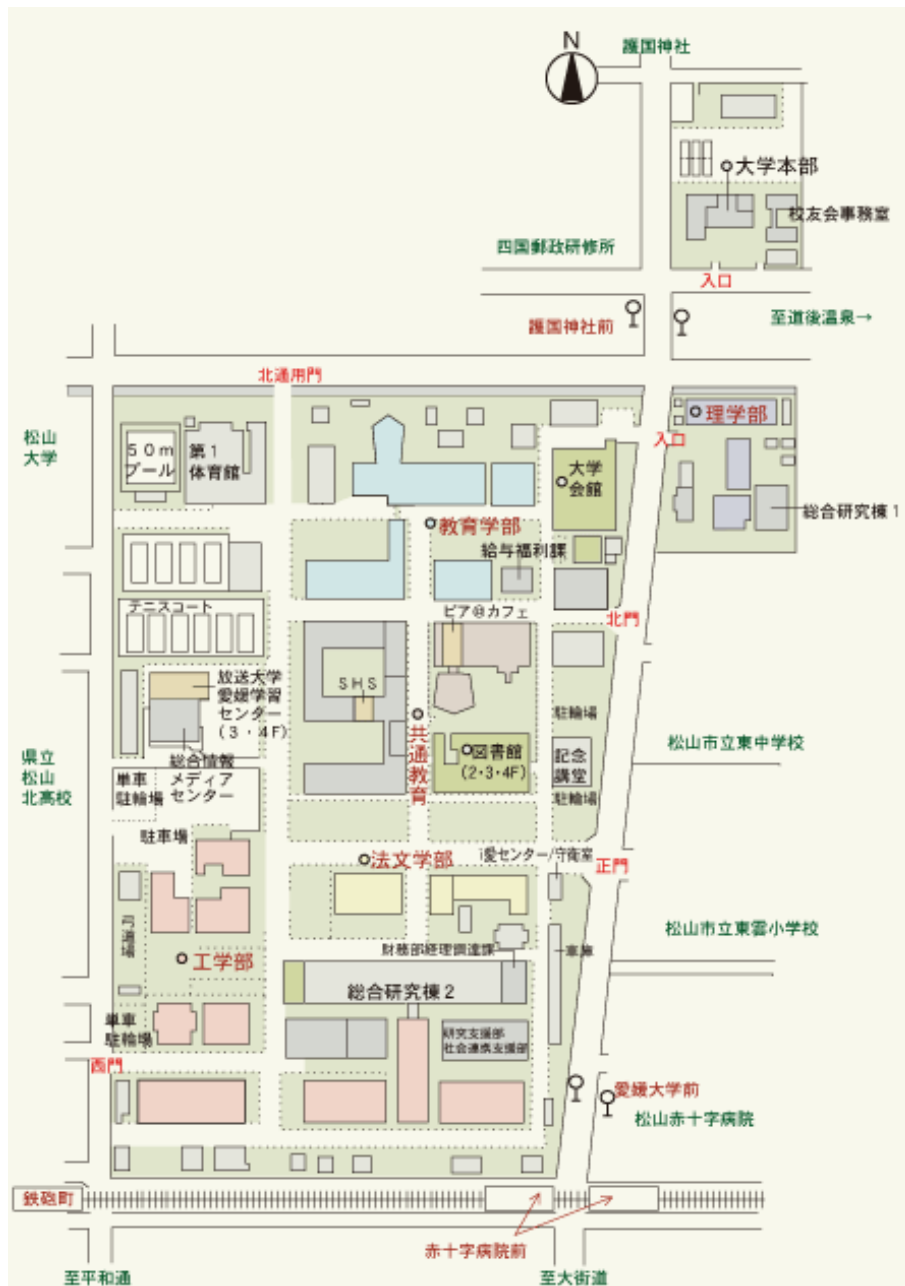 N
護国神社
大学本部
校友会事務室
四国郵政研修所
入口
護国神社前
至道後温泉→
北通用門
理学部
入口
松山
大学
50m
プール
第1
体育館
大学
会館
総合研究棟1
教育学部
給与福利課
テニスコート
ピア@カフェ
北門
放送大学
愛媛学習
センター
(3・4F)
SHS
駐輪場
共通教育
図書館
(2・3・4F)
記念
講堂
松山市立東中学校
県立
松山
北高校
総合情報
メディア
センター
単車
駐輪場
駐輪場
駐車場
法文学部
i愛センター/守衛室
正門
弓道場
松山市立東雲小学校
工学部
財務部経理調達課
車庫
総合研究棟2
単車
駐輪場
研究支援部
社会連携支援部
西門
愛媛大学前
松山赤十字病院
鉄砲町
赤十字病院前
至平和通
至大街道